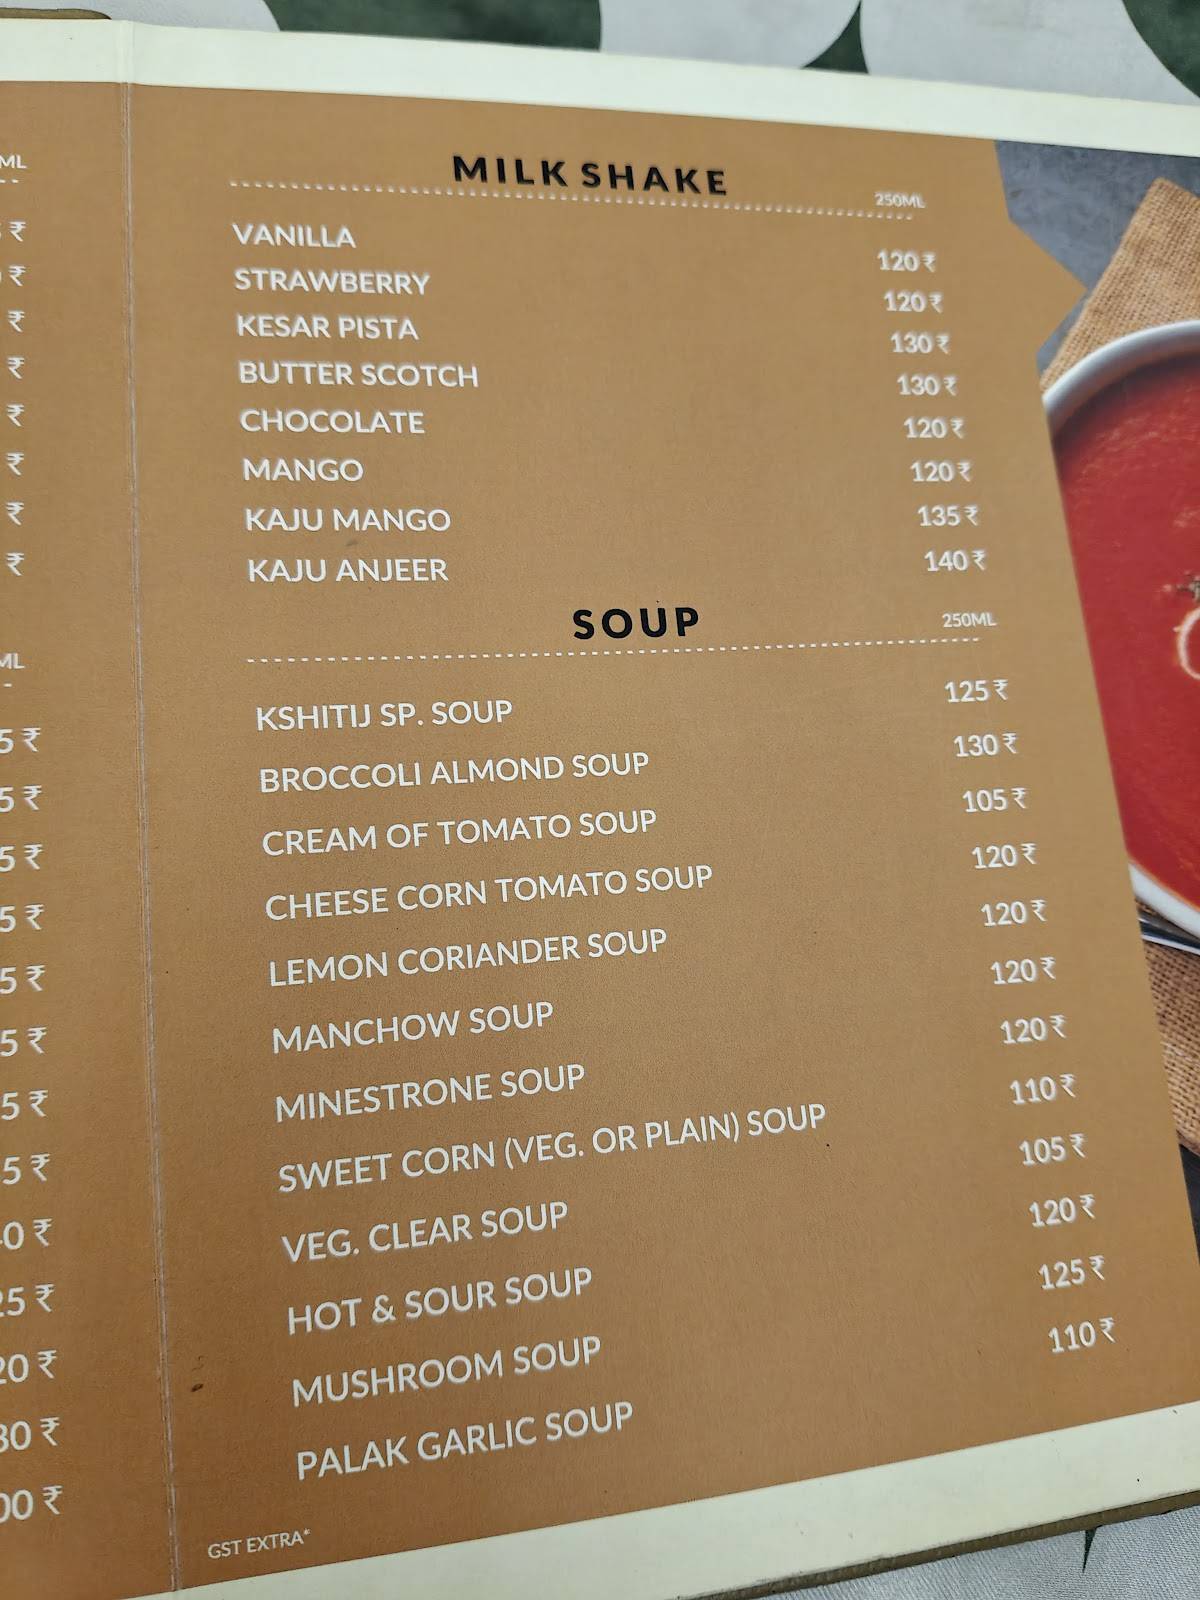 MILK SHAKE
250ML
VANILLA 120 ₹
STRAWBERRY 120 ₹
KESAR PISTA 130 ₹
BUTTER SCOTCH 130 ₹
CHOCOLATE 120 ₹
MANGO 120 ₹
KAJU MANGO 135 ₹
KAJU ANJEER 140 ₹
SOUP
250ML
KSHITIJ SP. SOUP 125 ₹
BROCCOLI ALMOND SOUP 130 ₹
CREAM OF TOMATO SOUP 105 ₹
CHEESE CORN TOMATO SOUP 120 ₹
LEMON CORIANDER SOUP 120 ₹
MANCHOW SOUP 120 ₹
MINESTRONE SOUP 120 ₹
SWEET CORN (VEG. OR PLAIN) SOUP 110 ₹
VEG. CLEAR SOUP 105 ₹
HOT & SOUR SOUP 120 ₹
MUSHROOM SOUP 125 ₹
PALAK GARLIC SOUP 110 ₹
GST EXTRA*